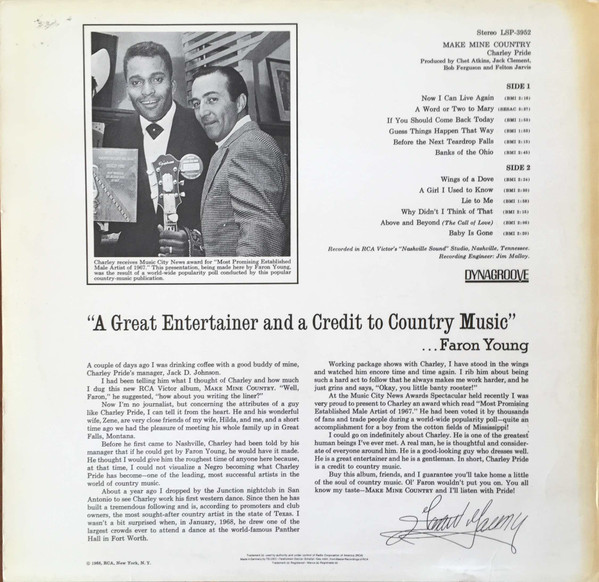 Stereo LSP-3952
MAKE MINE COUNTRY
Charley Pride
Produced by Chet Atkins, Jack Clement,
Bob Ferguson and Felton Jarvis
SIDE 1
Now I Can Live Again (BMI 2:16)
A Word or Two to Mary
If You Should Come Back Today
Guess Things Happen That Way
Before the Next Teardrop Falls
Banks of the Ohio
SIDE 2
Wings of a Dove
A Girl I Used to Know
Lie to Me
Why Didn't I Think of That
Above and Beyond (The Call of Love)
Baby Is Gone
Recorded in RCA Victor's "Nashville Sound" Studio, Nashville, Tennessee.
Recording Engineer: Jim Malloy.
DYNAGROOVE
Charley receives Music City News award for "Most Promising Established
Male Artist of 1967." This presentation, being made here by Faron Young,
was the result of a world-wide popularity poll conducted by this popular
country-music publication.
"A Great Entertainer and a Credit to Country Music"
...Faron Young
A couple of days ago I was drinking coffee with a good buddy of mine,
Charley Pride's manager, Jack D. Johnson.
I had been telling him what I thought of Charley and how much
I dug this new RCA Victor album, MAKE MINE COUNTRY. "Well,
Faron," he suggested, "how about you writing the liner?"
Now I'm no journalist, but concerning the attributes of a guy
like Charley Pride, I can tell it from the heart. He and his wonderful
wife, Zene, are very close friends of my wife, Hilda, and me, and a short
time ago we had the pleasure of meeting his whole family up in Great
Falls, Montana.
Before he first came to Nashville, Charley had been told by his
manager that if he could get by Faron Young, he would have it made.
He thought I would give him the roughest time of anyone here because,
at that time, I could not visualize a Negro becoming what Charley
Pride has become—one of the leading, most successful artists in the
world of country music.
About a year ago I dropped by the Junction nightclub in San
Antonio to see Charley work his first western dance. Since then he has
built a tremendous following and is, according to promoters and club
owners, the most sought-after country artist in the state of Texas. I
wasn't a bit surprised when, in January, 1968, he drew one of the
largest crowds ever to attend a dance at the world-famous Panther
Hall in Fort Worth.
Working package shows with Charley, I have stood in the wings
and watched him encore time and time again. I rib him about being
such a hard act to follow that he always makes me work harder, and he
just grins and says, "Okay, you little banty rooster!"
At the Music City News Awards Spectacular held recently I was
very proud to present to Charley an award which read "Most Promising
Established Male Artist of 1967." He had been voted it by thousands
of fans and trade people during a world-wide popularity poll—quite an
accomplishment for a boy from the cotton fields of Mississippi!
I could go on indefinitely about Charley. He is one of the greatest
human beings I've ever met. A real man, he is thoughtful and consider-
ate of everyone around him. He is a good-looking guy who dresses well.
He is a great entertainer and he is a gentleman. In short, Charley Pride
is a credit to country music.
Buy this album, friends, and I guarantee you'll take home a little
of the soul of country music. Ol' Faron wouldn't put you on. You all
know my taste—MAKE MINE COUNTRY and I'll listen with Pride!
Faron Young
© 1968, RCA, New York, N. Y.